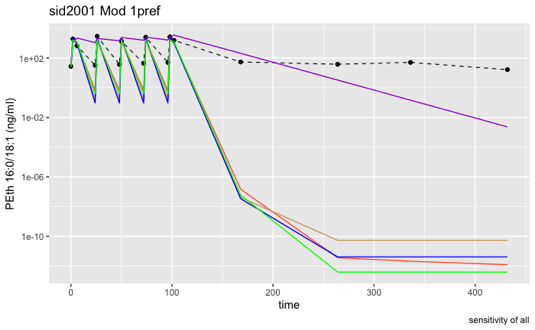 sid2001 Mod 1pref
PEth 16:0/18:1 (ng/ml)
1e+02
1e-02
1e-06
1e-10
0
100
200
300
400
time
sensitivity of all